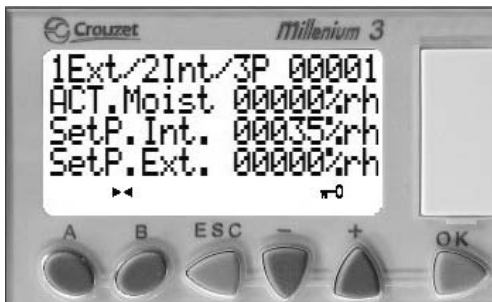 Crouzet millenium 3
1Ext/2Int/3P 00001
ACT.Moist 00000%rh
SetP.Int. 00035%rh
SetP.Ext. 00000%rh
A B ESC - + OK